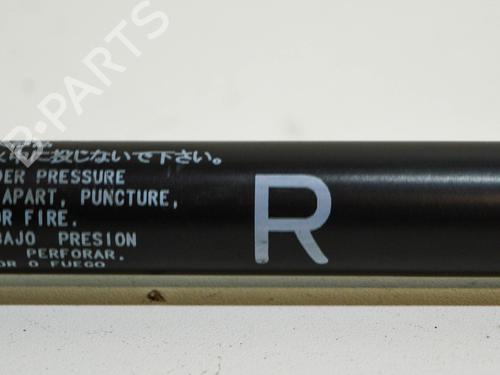 に投じないで下さい。
DER PRESSURE
APART, PUNCTURE,
OR FIRE.
BAJO PRESION
PERFORAR.
OR O FUEGO
R